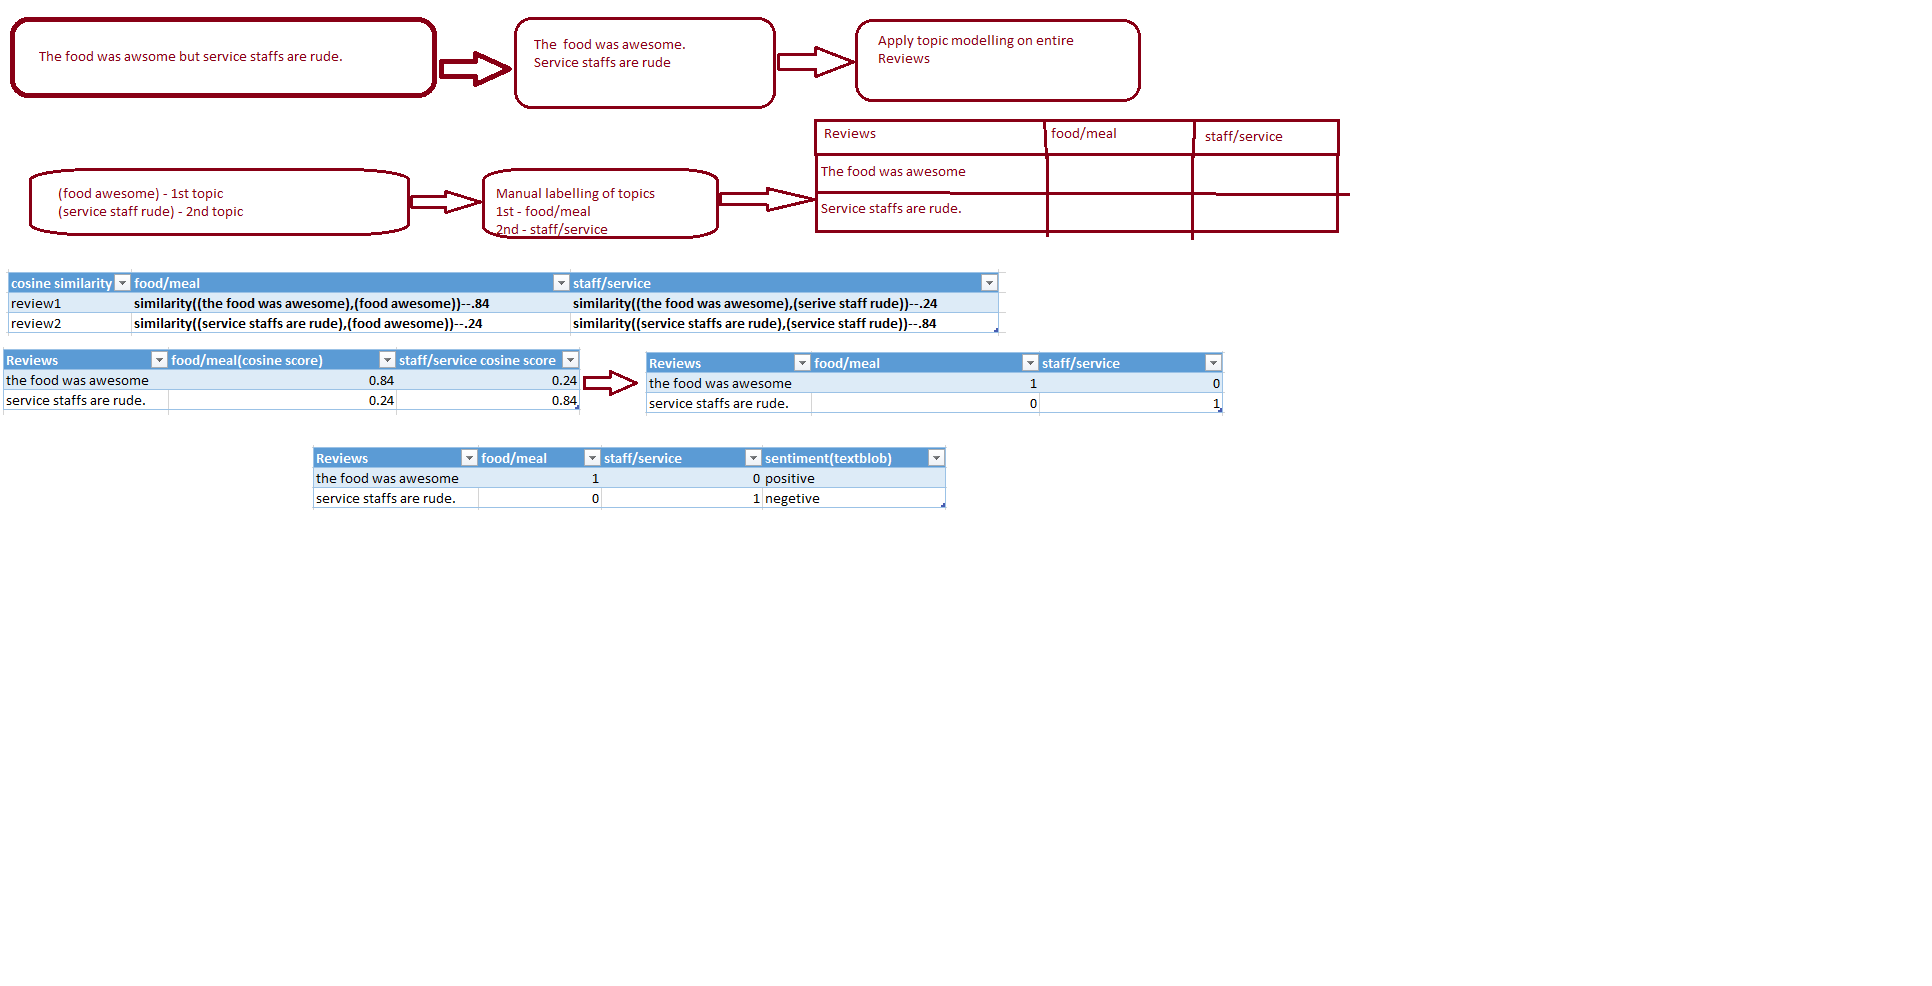 The food was awsome but service staffs are rude.
The  food was awesome.
Service staffs are rude
Apply topic modelling on entire
Reviews
(food awesome) - 1st topic
(service staff rude) - 2nd topic
Manual labelling of topics
1st - food/meal
2nd - staff/service
Reviews food/meal staff/service
The food was awesome
Service staffs are rude.
cosine similarity food/meal staff/service
review1 similarity((the food was awesome),(food awesome))--.84 similarity((the food was awesome),(serive staff rude))--.24
review2 similarity((service staffs are rude),(food awesome))--.24 similarity((service staffs are rude),(service staff rude))--.84
Reviews food/meal(cosine score) staff/service cosine score
the food was awesome 0.84 0.24
service staffs are rude. 0.24 0.84
Reviews food/meal staff/service
the food was awesome 1 0
service staffs are rude. 0 1
Reviews food/meal staff/service sentiment(textblob)
the food was awesome 1 0 positive
service staffs are rude. 0 1 negetive